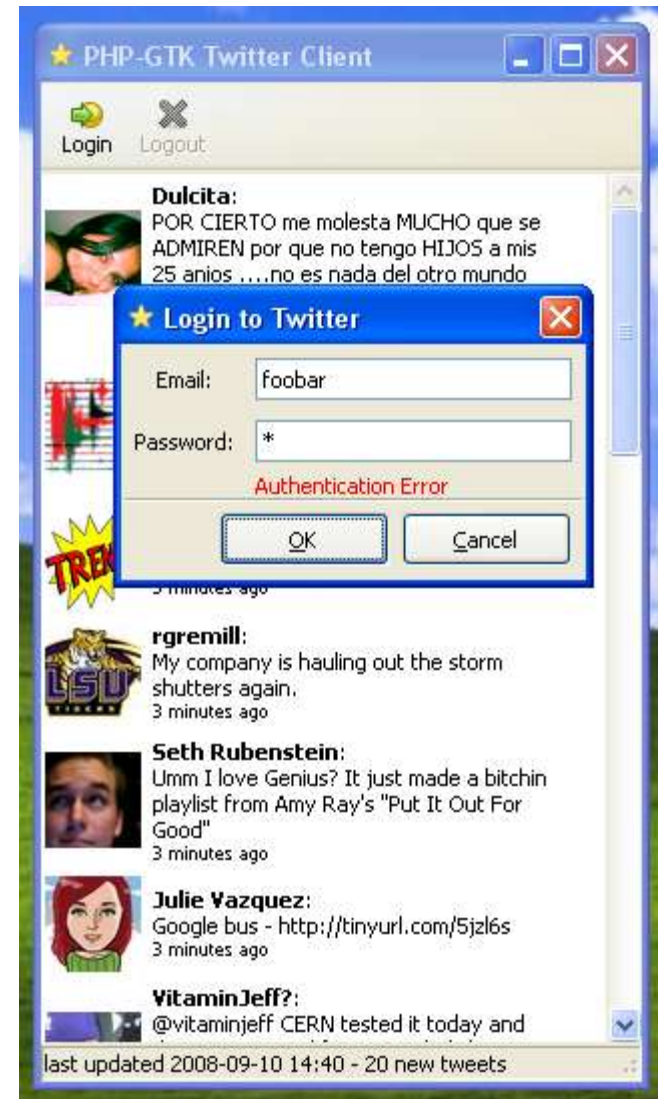 PHP-GTK Twitter Client
Login Logout
Dulcita:
POR CIERTO me molesta MUCHO que se
ADMIREN por que no tengo HIJOS a mis
25 anios ....no es nada del otro mundo
Login to Twitter
Email: foobar
Password: *
Authentication Error
OK Cancel
TREK
3 minutes ago
rgremill:
My company is hauling out the storm
shutters again.
3 minutes ago
LSU
TIGERS
Seth Rubenstein:
Umm I love Genius? It just made a bitchin
playlist from Amy Ray's "Put It Out For
Good"
3 minutes ago
Julie Vazquez:
Google bus - http://tinyurl.com/5jzl6s
3 minutes ago
VitaminJeff?:
@vitaminjeff CERN tested it today and
last updated 2008-09-10 14:40 - 20 new tweets